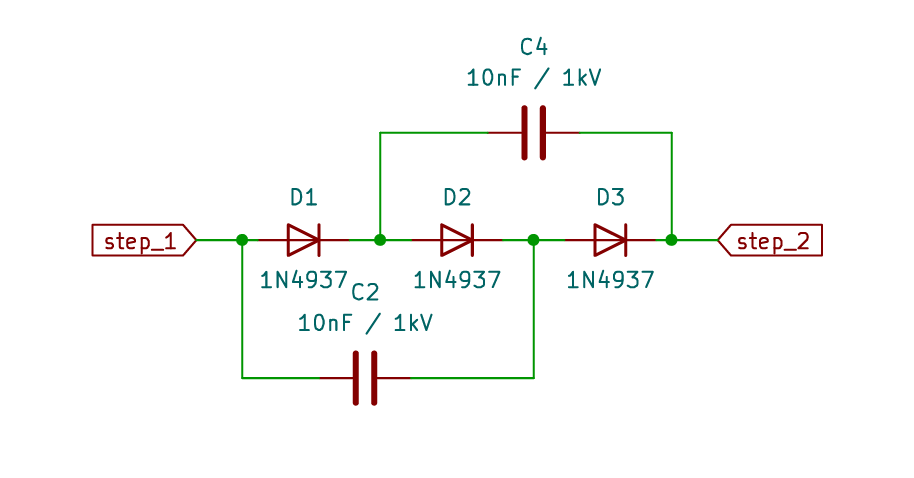 C4
10nF / 1kV
D1
D2
D3
step_1
step_2
1N4937
1N4937
1N4937
C2
10nF / 1kV